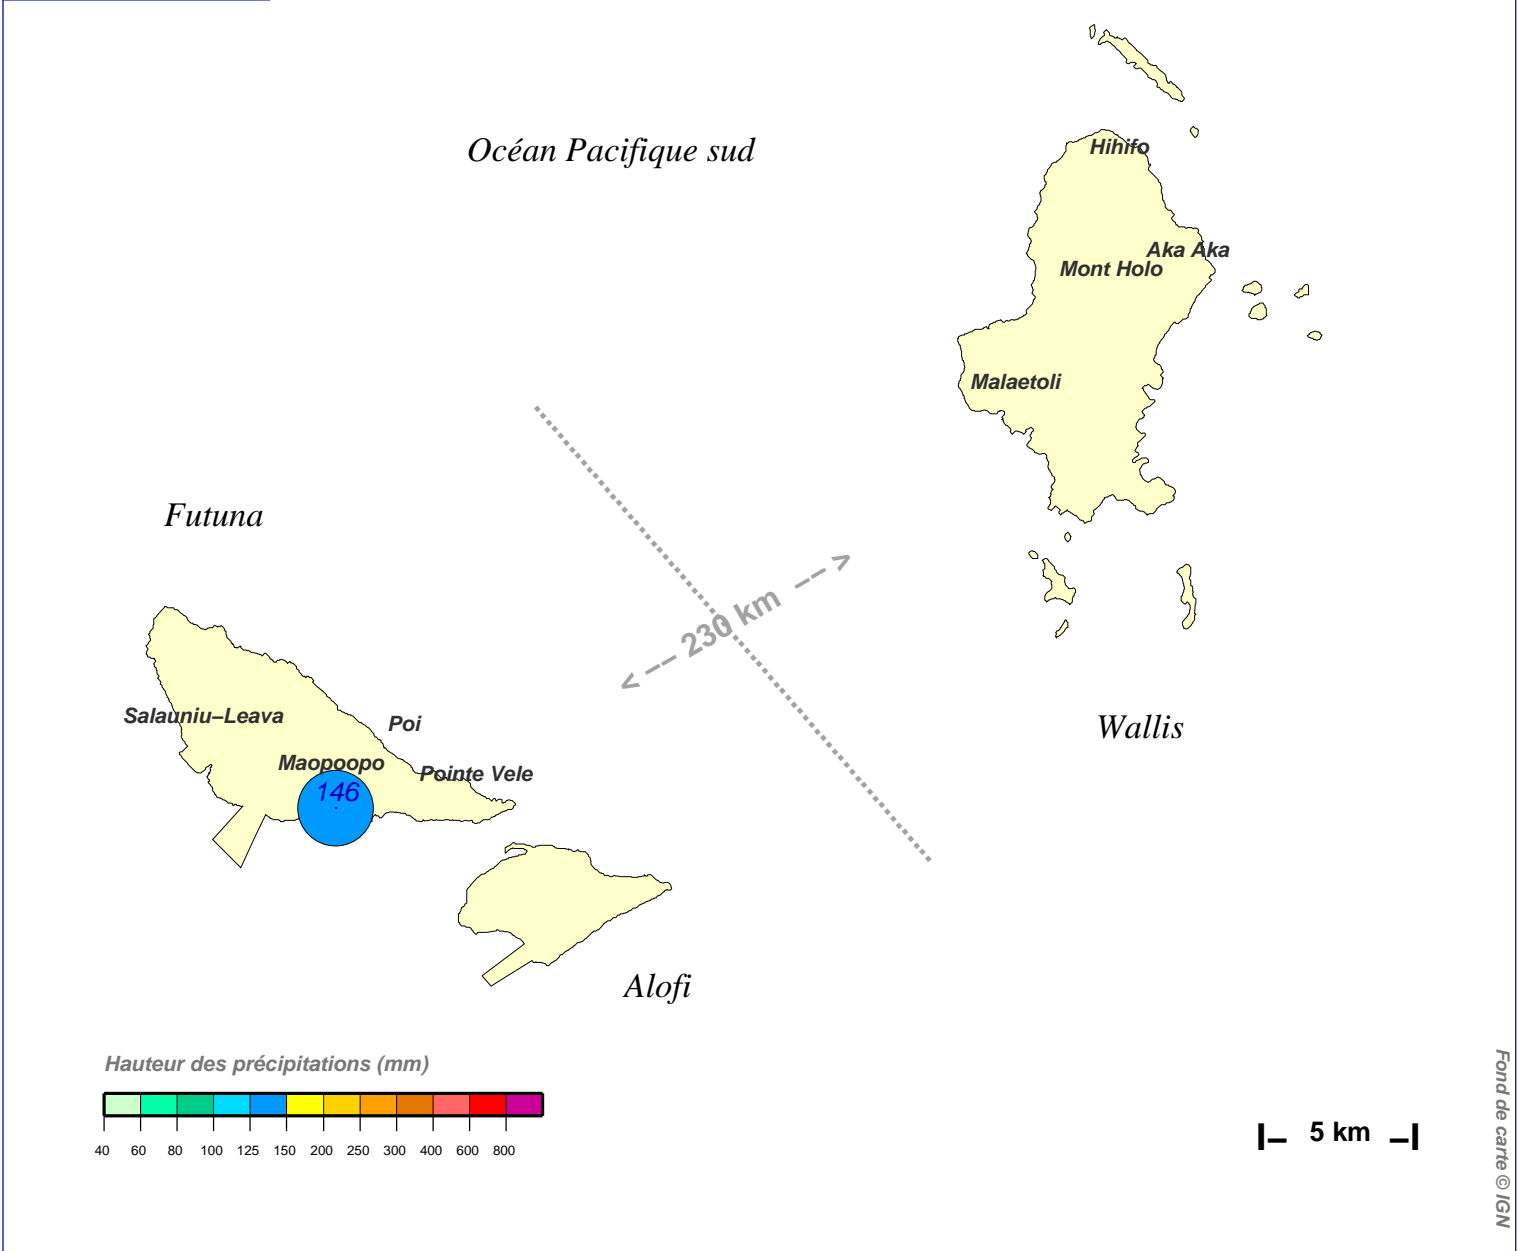 Océan Pacifique sud
Hihifo
Aka Aka
Mont Holo
Malaetoli
Futuna
230 km
Salauniu–Leava
Poi
Wallis
Maopoopo
Pointe Vele
146
Alofi
Hauteur des précipitations (mm)
40 60 80 100 125 150 200 250 300 400 600 800
5 km
Fond de carte © IGN